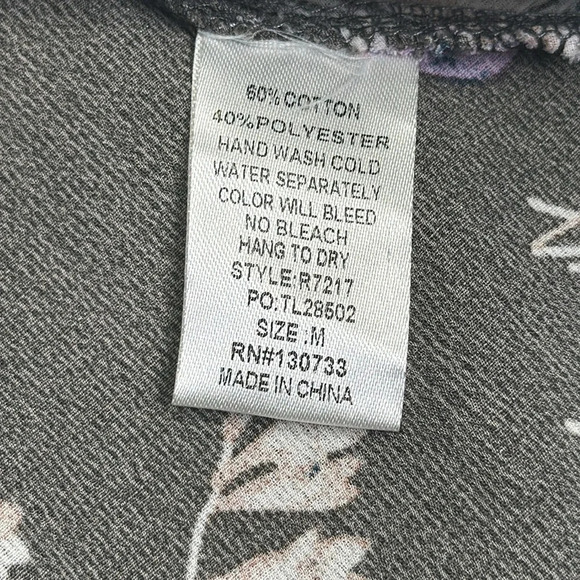 60% COTTON
40%POLYESTER
HAND WASH COLD
WATER SEPARATELY
COLOR WILL BLEED
NO BLEACH
HANG TO DRY
STYLE:R7217
PO:TL28502
SIZE :M
RN#130733
MADE IN CHINA